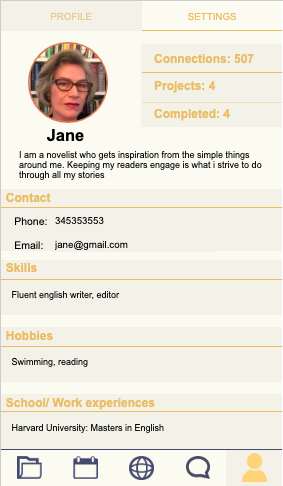 PROFILE
SETTINGS
Connections: 507
Projects: 4
Completed: 4
Jane
I am a novelist who gets inspiration from the simple things
around me. Keeping my readers engage is what i strive to do
through all my stories
Contact
Phone: 345353553
Email: jane@gmail.com
Skills
Fluent english writer, editor
Hobbies
Swimming, reading
School/ Work experiences
Harvard University: Masters in English